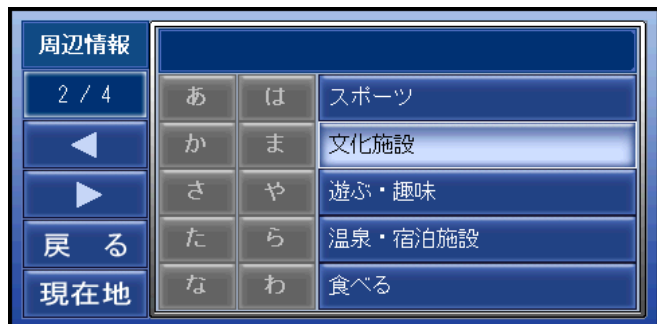 周辺情報
2 / 4
あ は スポーツ
か ま 文化施設
さ や 遊ぶ・趣味
戻 る
た ら 温泉・宿泊施設
現在地
な わ 食べる